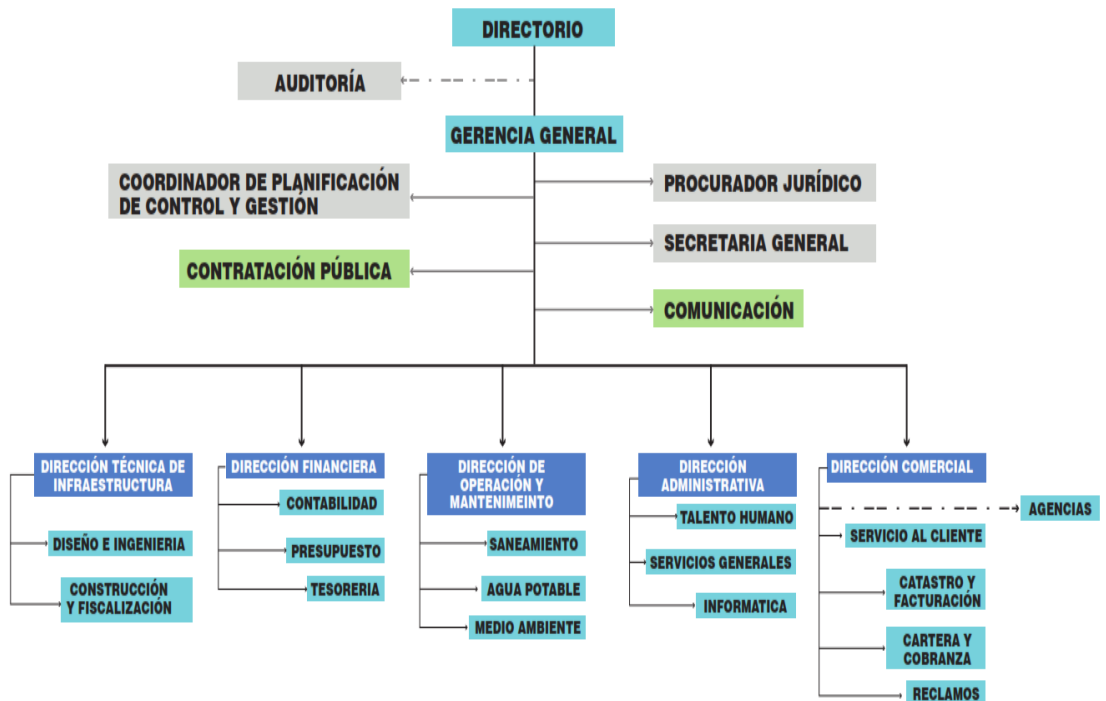 DIRECTORIO
AUDITORÍA
GERENCIA GENERAL
COORDINADOR DE PLANIFICACIÓN
DE CONTROL Y GESTIÓN
PROCURADOR JURÍDICO
SECRETARIA GENERAL
CONTRATACIÓN PÚBLICA
COMUNICACIÓN
DIRECCIÓN TÉCNICA DE
INFRAESTRUCTURA
DISEÑO E INGENIERIA
CONSTRUCCIÓN
Y FISCALIZACIÓN
DIRECCIÓN FINANCIERA
CONTABILIDAD
PRESUPUESTO
TESORERIA
DIRECCIÓN DE
OPERACIÓN Y
MANTENIMEINTO
SANEAMIENTO
AGUA POTABLE
MEDIO AMBIENTE
DIRECCIÓN
ADMINISTRATIVA
TALENTO HUMANO
SERVICIOS GENERALES
INFORMATICA
DIRECCIÓN COMERCIAL
AGENCIAS
SERVICIO AL CLIENTE
CATASTRO Y
FACTURACIÓN
CARTERA Y
COBRANZA
RECLAMOS